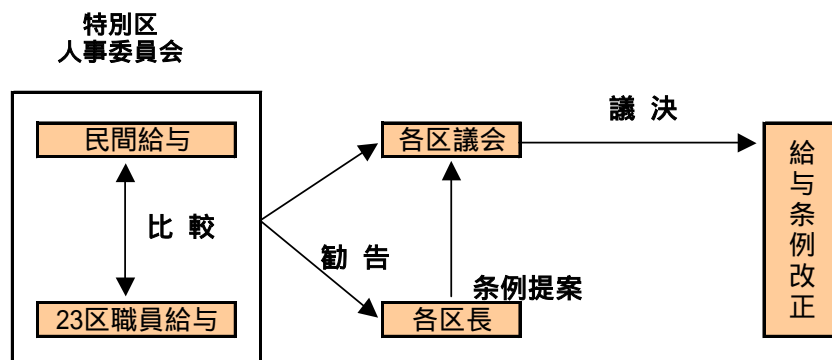 特別区
人事委員会
民間給与
比 較
23区職員給与
勧 告
各区議会
条例提案
各区長
議 決
給与条例改正